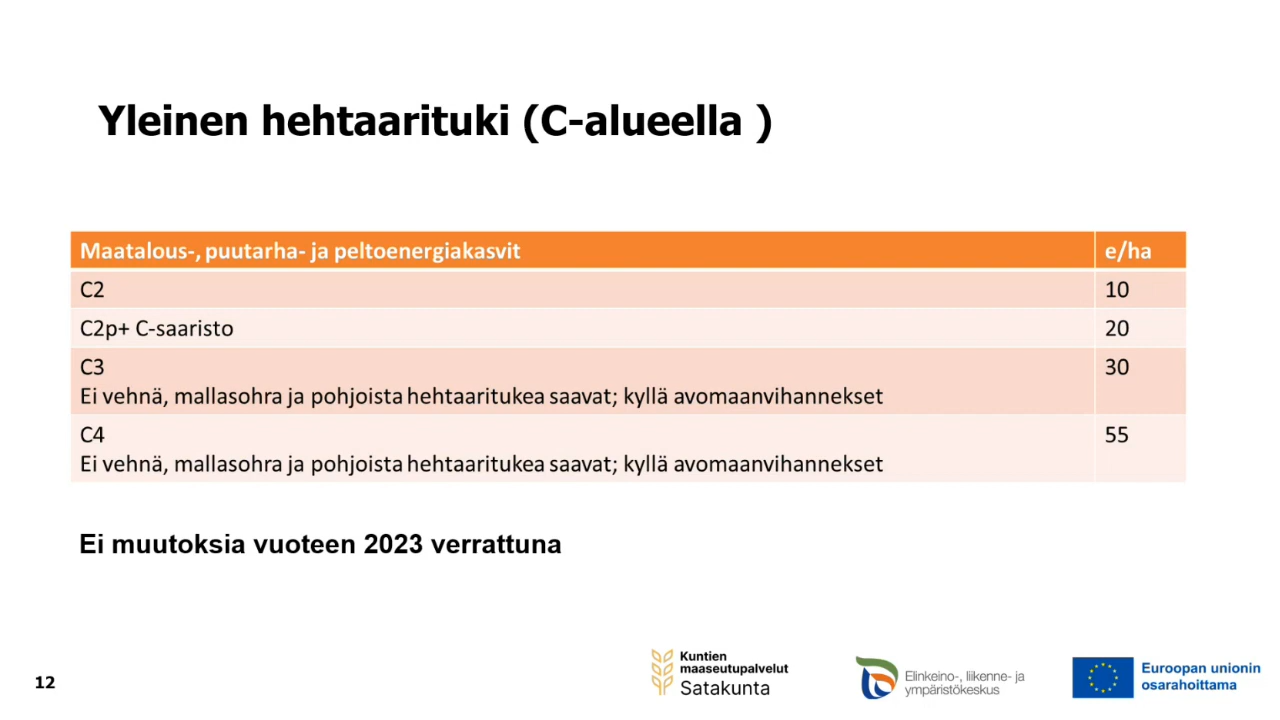 Yleinen hehtaarituki (C-alueella )
Maatalous-, puutarha- ja peltoenergiakasvit e/ha
C2 10
C2p+ C-saaristo 20
C3 30
Ei vehnä, mallasohra ja pohjoista hehtaaritukea saavat; kyllä avomaanvihannekset
C4 55
Ei vehnä, mallasohra ja pohjoista hehtaaritukea saavat; kyllä avomaanvihannekset
Ei muutoksia vuoteen 2023 verrattuna
12
Kuntien
maaseutupalvelut
Satakunta
Elinkeino-, liikenne- ja
ympäristökeskus
Euroopan unionin
osarahoittama